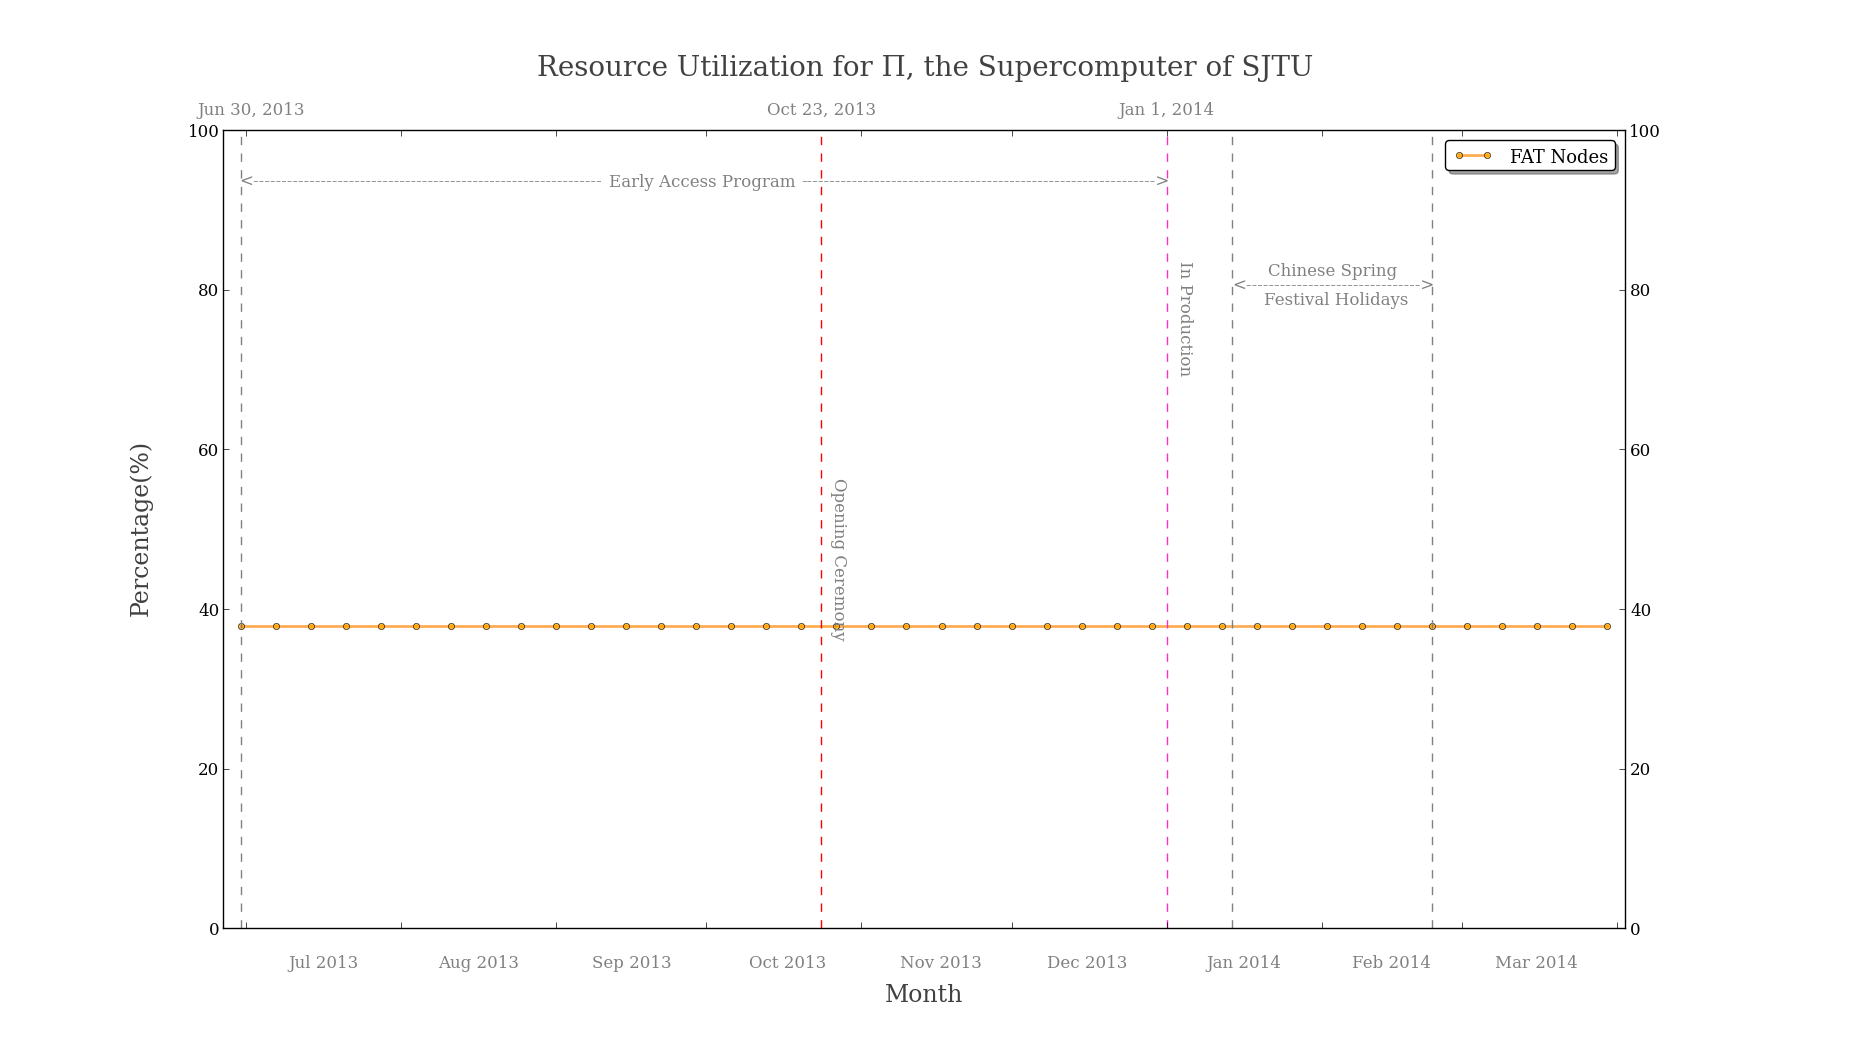 Resource Utilization for Π, the Supercomputer of SJTU
Jun 30, 2013
Oct 23, 2013
Jan 1, 2014
100
100
FAT Nodes
Early Access Program
Chinese Spring
Festival Holidays
In Production
80
80
60
60
Opening Ceremony
Percentage(%)
40
40
20
20
0
0
Jul 2013
Aug 2013
Sep 2013
Oct 2013
Nov 2013
Dec 2013
Jan 2014
Feb 2014
Mar 2014
Month